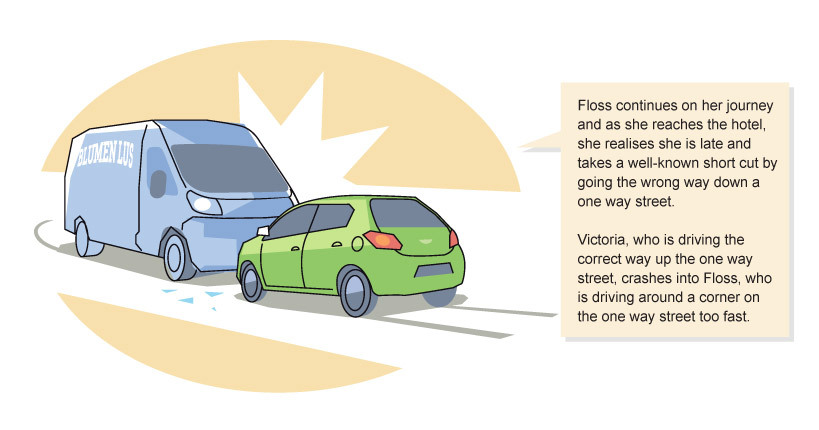 BLUMEN LUS
Floss continues on her journey
and as she reaches the hotel,
she realises she is late and
takes a well-known short cut by
going the wrong way down a
one way street.
Victoria, who is driving the
correct way up the one way
street, crashes into Floss, who
is driving around a corner on
the one way street too fast.